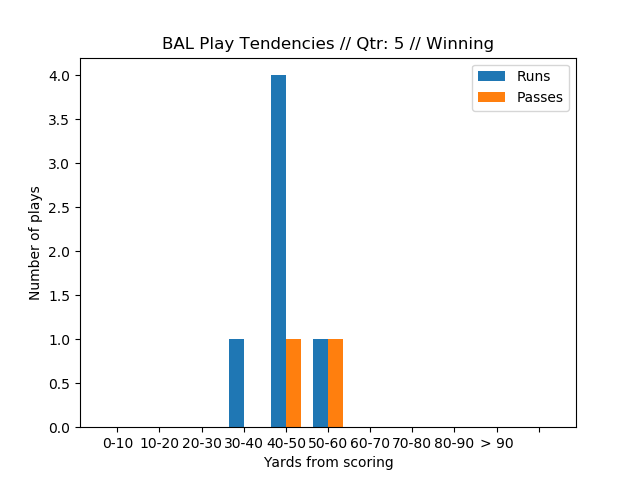 BAL Play Tendencies // Qtr: 5 // Winning
Runs
Passes
Number of plays
4.0
3.5
3.0
2.5
2.0
1.5
1.0
0.5
0.0
0-10 10-20 20-30 30-40 40-50 50-60 60-70 70-80 80-90 > 90
Yards from scoring